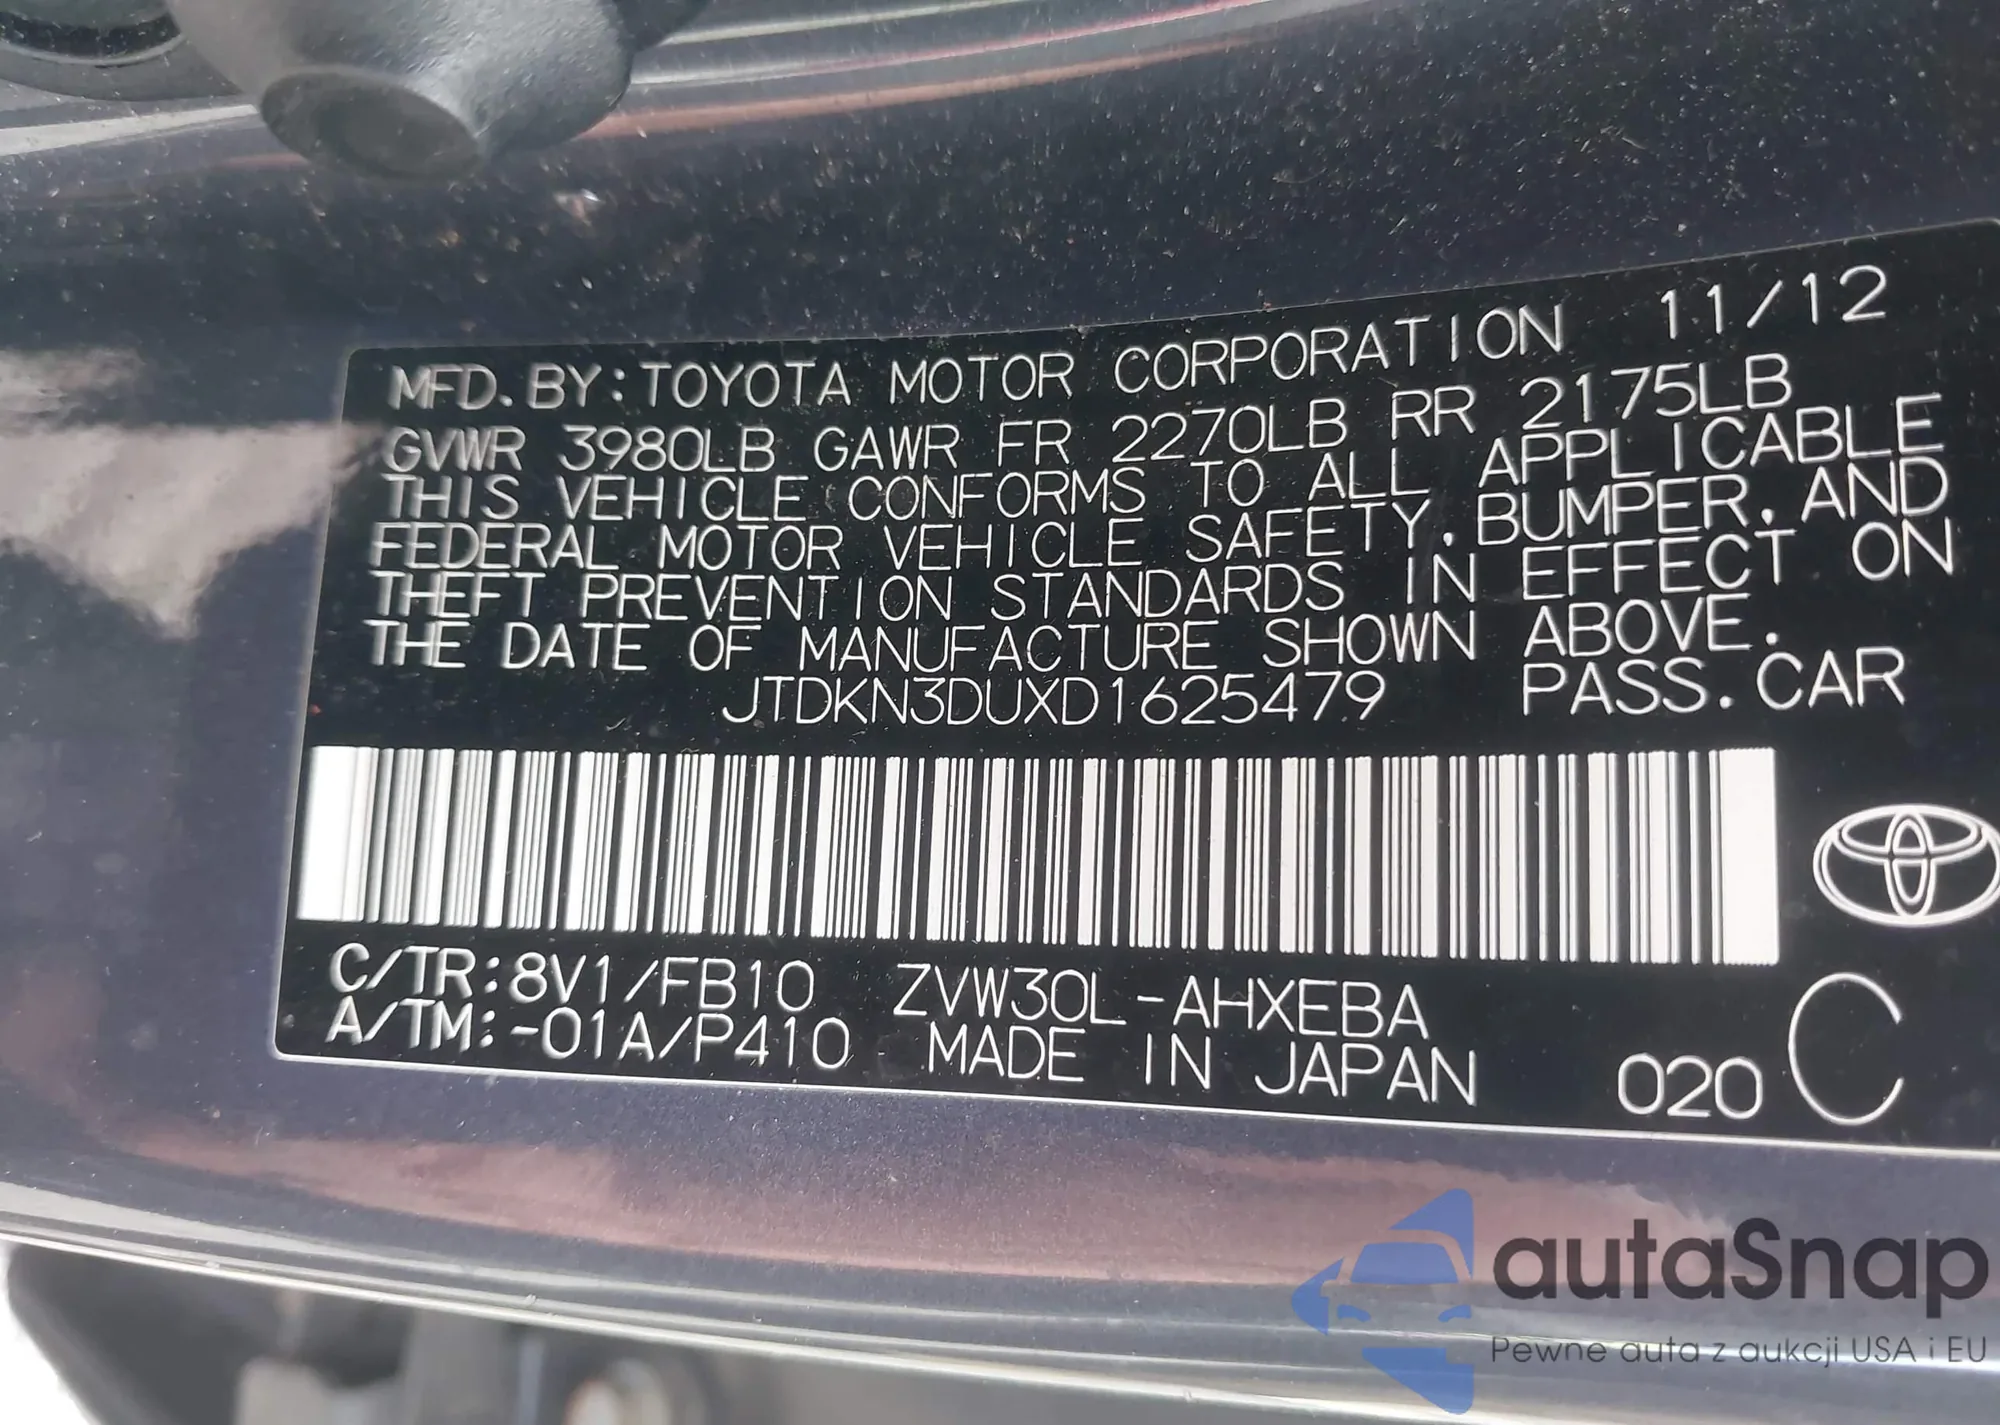 MFD. BY: TOYOTA MOTOR CORPORATION 11/12
GVWR 3980LB GAWR FR 2270LB RR 2175LB
THIS VEHICLE CONFORMS TO ALL APPLICABLE
FEDERAL MOTOR VEHICLE SAFETY, BUMPER, AND
THEFT PREVENTION STANDARDS IN EFFECT ON
THE DATE OF MANUFACTURE SHOWN ABOVE.
JTDKN3DUXD1625479 PASS. CAR
C/TR:8V1/FB10 ZVW30L-AHXEBA
A/TM:-01A/P410 MADE IN JAPAN 020 C
autaSnap
Pewne auta z aukcji USA i EU